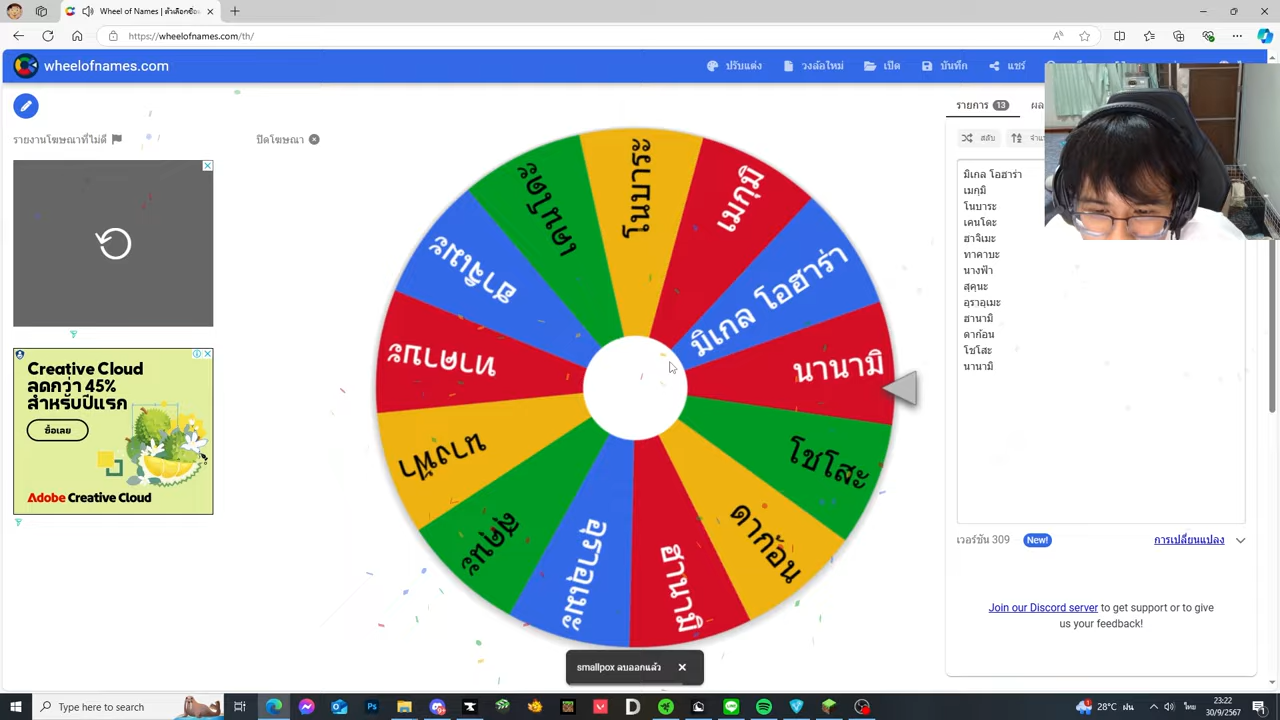 Wheel of Names | ตัวเลือกชื่อ
https://wheelofnames.com/th/
wheelofnames.com
ปรับแต่ง
วงล้อใหม่
เปิด
บันทึก
แชร์
รายงานโฆษณาที่ไม่ดี
ปิดโฆษณา
รายการ 13
สลับ
Creative Cloud
ลดกว่า 45%
สำหรับปีแรก
ซื้อเลย
Adobe Creative Cloud
โนบาระ
เมกุมิ
มิเกล โอฮาร่า
นานามิ
โชโสะ
ดาก้อน
ฮานามิ
อุราอุเมะ
สุคุนะ
นางฟ้า
ทาคาบะ
ฮาจิเมะ
เคนโดะ
มิเกล โอฮาร่า
เมกุมิ
โนบาระ
เคนโดะ
ฮาจิเมะ
ทาคาบะ
นางฟ้า
สุคุนะ
อุราอุเมะ
ฮานามิ
ดาก้อน
โชโสะ
นานามิ
เวอร์ชัน 309
New!
การเปลี่ยนแปลง
Join our Discord server to get support or to give
us your feedback!
smallpox ลบออกแล้ว
Type here to search
28°C ฝน
ไทย
23:22
30/9/2567